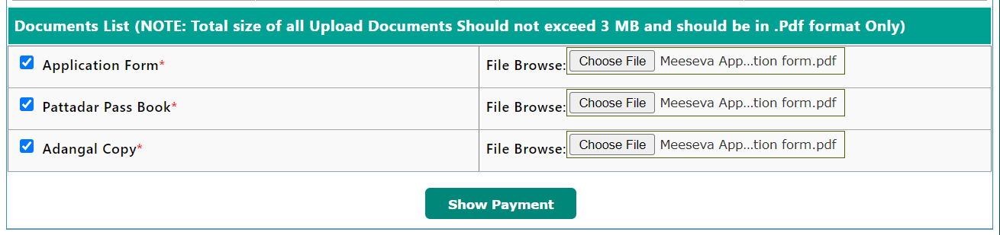 Documents List (NOTE: Total size of all Upload Documents Should not exceed 3 MB and should be in .Pdf format Only)
Application Form* File Browse: Choose File Meeseva App...tion form.pdf
Pattadar Pass Book* File Browse: Choose File Meeseva App...tion form.pdf
Adangal Copy* File Browse: Choose File Meeseva App...tion form.pdf
Show Payment